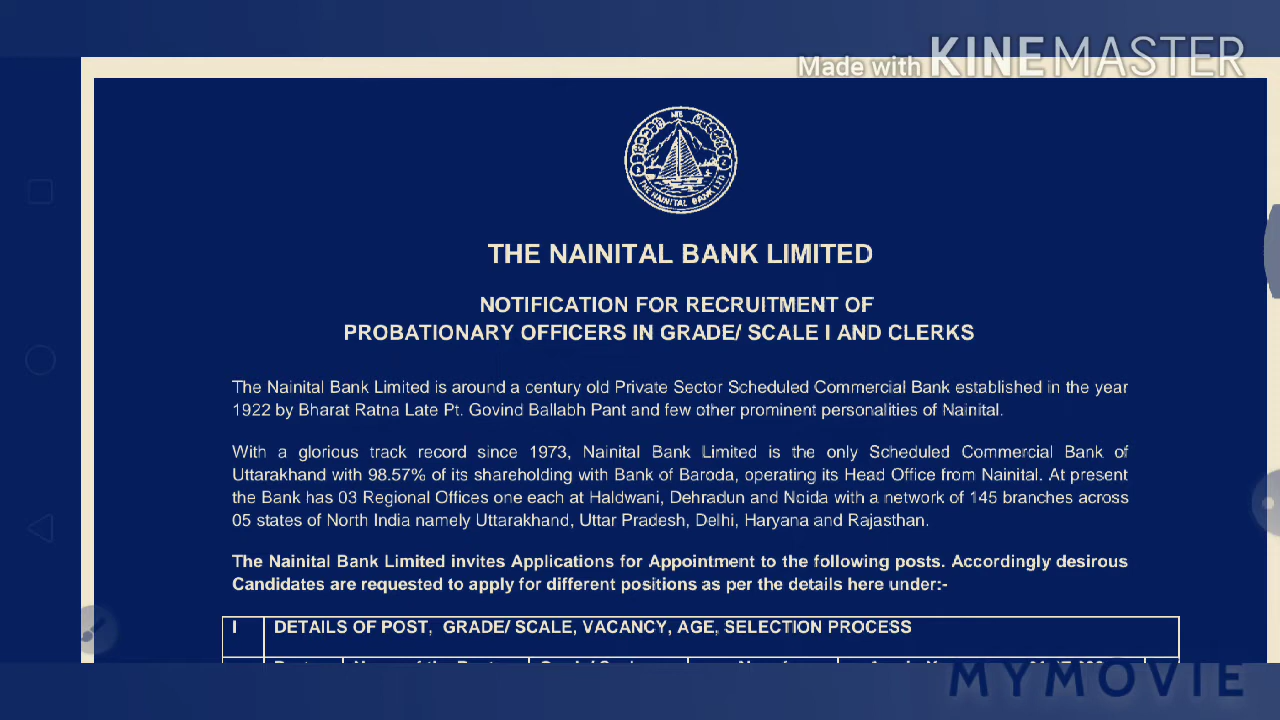 Made with KINEMASTER
THE NAINITAL BANK LTD
THE NAINITAL BANK LIMITED
NOTIFICATION FOR RECRUITMENT OF
PROBATIONARY OFFICERS IN GRADE/ SCALE I AND CLERKS
The Nainital Bank Limited is around a century old Private Sector Scheduled Commercial Bank established in the year
1922 by Bharat Ratna Late Pt. Govind Ballabh Pant and few other prominent personalities of Nainital.
With a glorious track record since 1973, Nainital Bank Limited is the only Scheduled Commercial Bank of
Uttarakhand with 98.57% of its shareholding with Bank of Baroda, operating its Head Office from Nainital. At present
the Bank has 03 Regional Offices one each at Haldwani, Dehradun and Noida with a network of 145 branches across
05 states of North India namely Uttarakhand, Uttar Pradesh, Delhi, Haryana and Rajasthan.
The Nainital Bank Limited invites Applications for Appointment to the following posts. Accordingly desirous
Candidates are requested to apply for different positions as per the details here under:-
I DETAILS OF POST, GRADE/ SCALE, VACANCY, AGE, SELECTION PROCESS
MYMOVIE